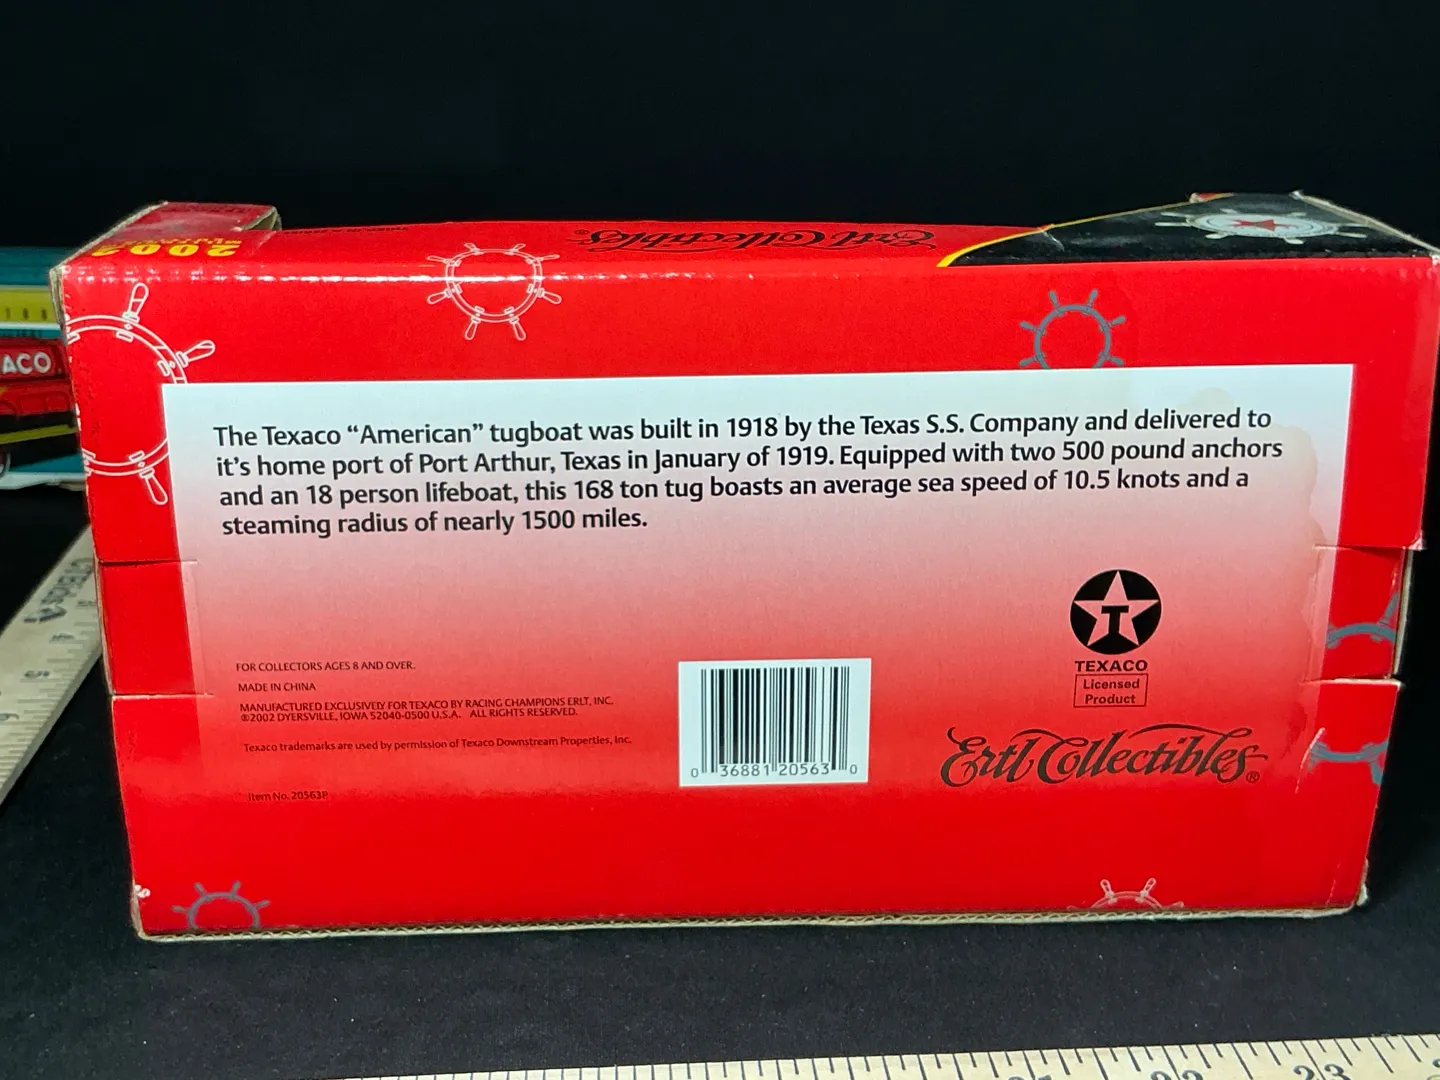 2002
Ertl Collectibles®
ACO
The Texaco “American” tugboat was built in 1918 by the Texas S.S. Company and delivered to
it's home port of Port Arthur, Texas in January of 1919. Equipped with two 500 pound anchors
and an 18 person lifeboat, this 168 ton tug boasts an average sea speed of 10.5 knots and a
steaming radius of nearly 1500 miles.
T
TEXACO
Licensed
Product
FOR COLLECTORS AGES 8 AND OVER.
MADE IN CHINA
MANUFACTURED EXCLUSIVELY FOR TEXACO BY RACING CHAMPIONS ERLT, INC.
©2002 DYERSVILLE, IOWA 52040-0500 U.S.A. ALL RIGHTS RESERVED.
Texaco trademarks are used by permission of Texaco Downstream Properties, Inc.
Item No. 20563P
0 36881 20563 0
Ertl Collectibles®
22 23